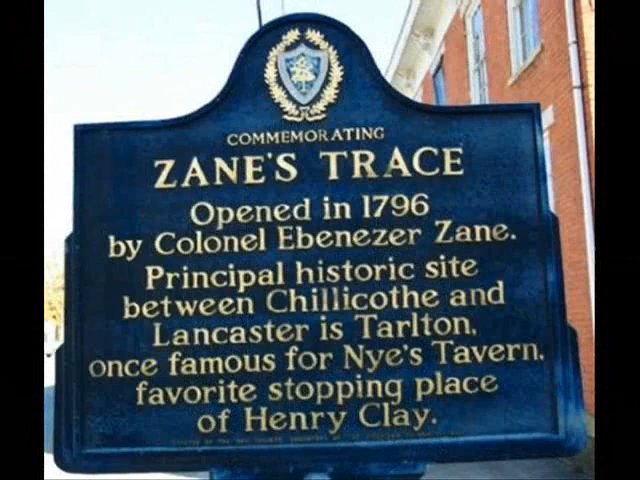 COMMEMORATING
ZANE'S TRACE
Opened in 1796
by Colonel Ebenezer Zane.
Principal historic site
between Chillicothe and
Lancaster is Tarlton,
once famous for Nye's Tavern,
favorite stopping place
of Henry Clay.